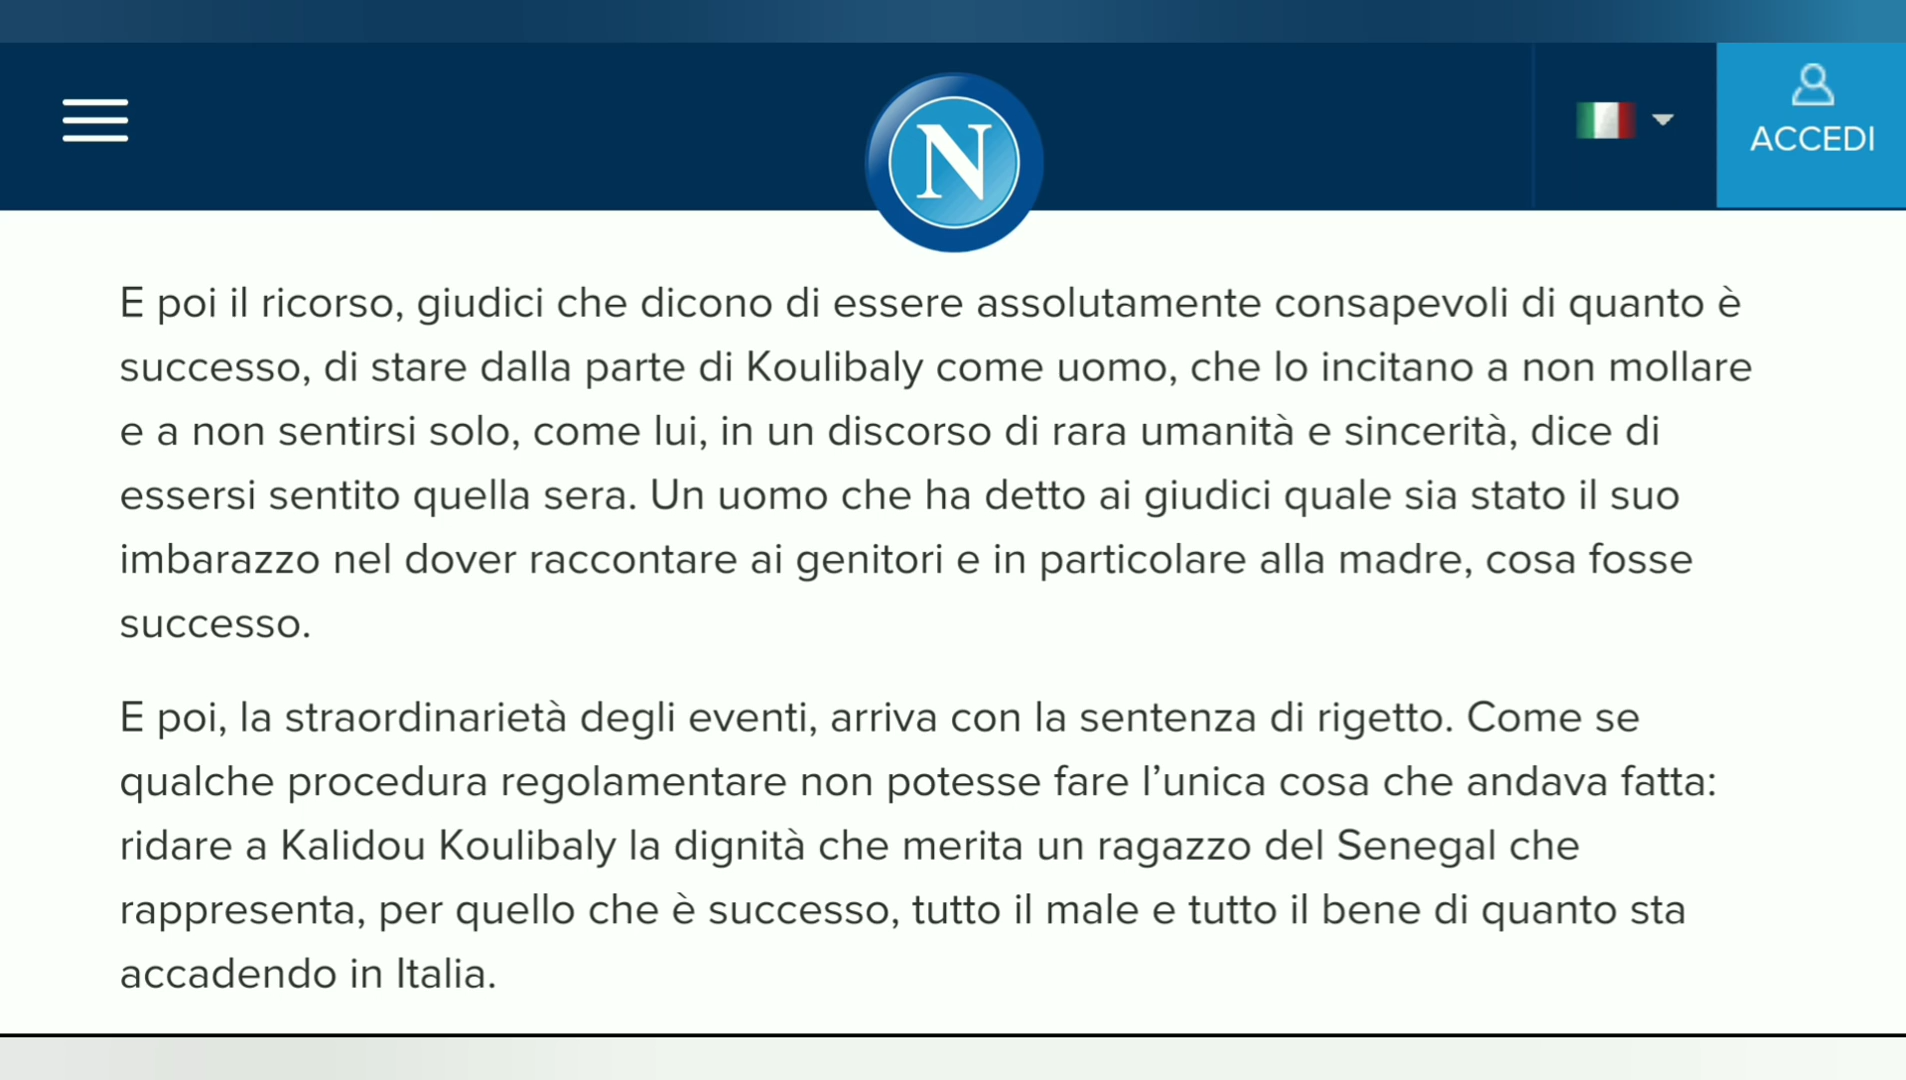 N
ACCEDI
E poi il ricorso, giudici che dicono di essere assolutamente consapevoli di quanto è
successo, di stare dalla parte di Koulibaly come uomo, che lo incitano a non mollare
e a non sentirsi solo, come lui, in un discorso di rara umanità e sincerità, dice di
essersi sentito quella sera. Un uomo che ha detto ai giudici quale sia stato il suo
imbarazzo nel dover raccontare ai genitori e in particolare alla madre, cosa fosse
successo.
E poi, la straordinarietà degli eventi, arriva con la sentenza di rigetto. Come se
qualche procedura regolamentare non potesse fare l’unica cosa che andava fatta:
ridare a Kalidou Koulibaly la dignità che merita un ragazzo del Senegal che
rappresenta, per quello che è successo, tutto il male e tutto il bene di quanto sta
accadendo in Italia.